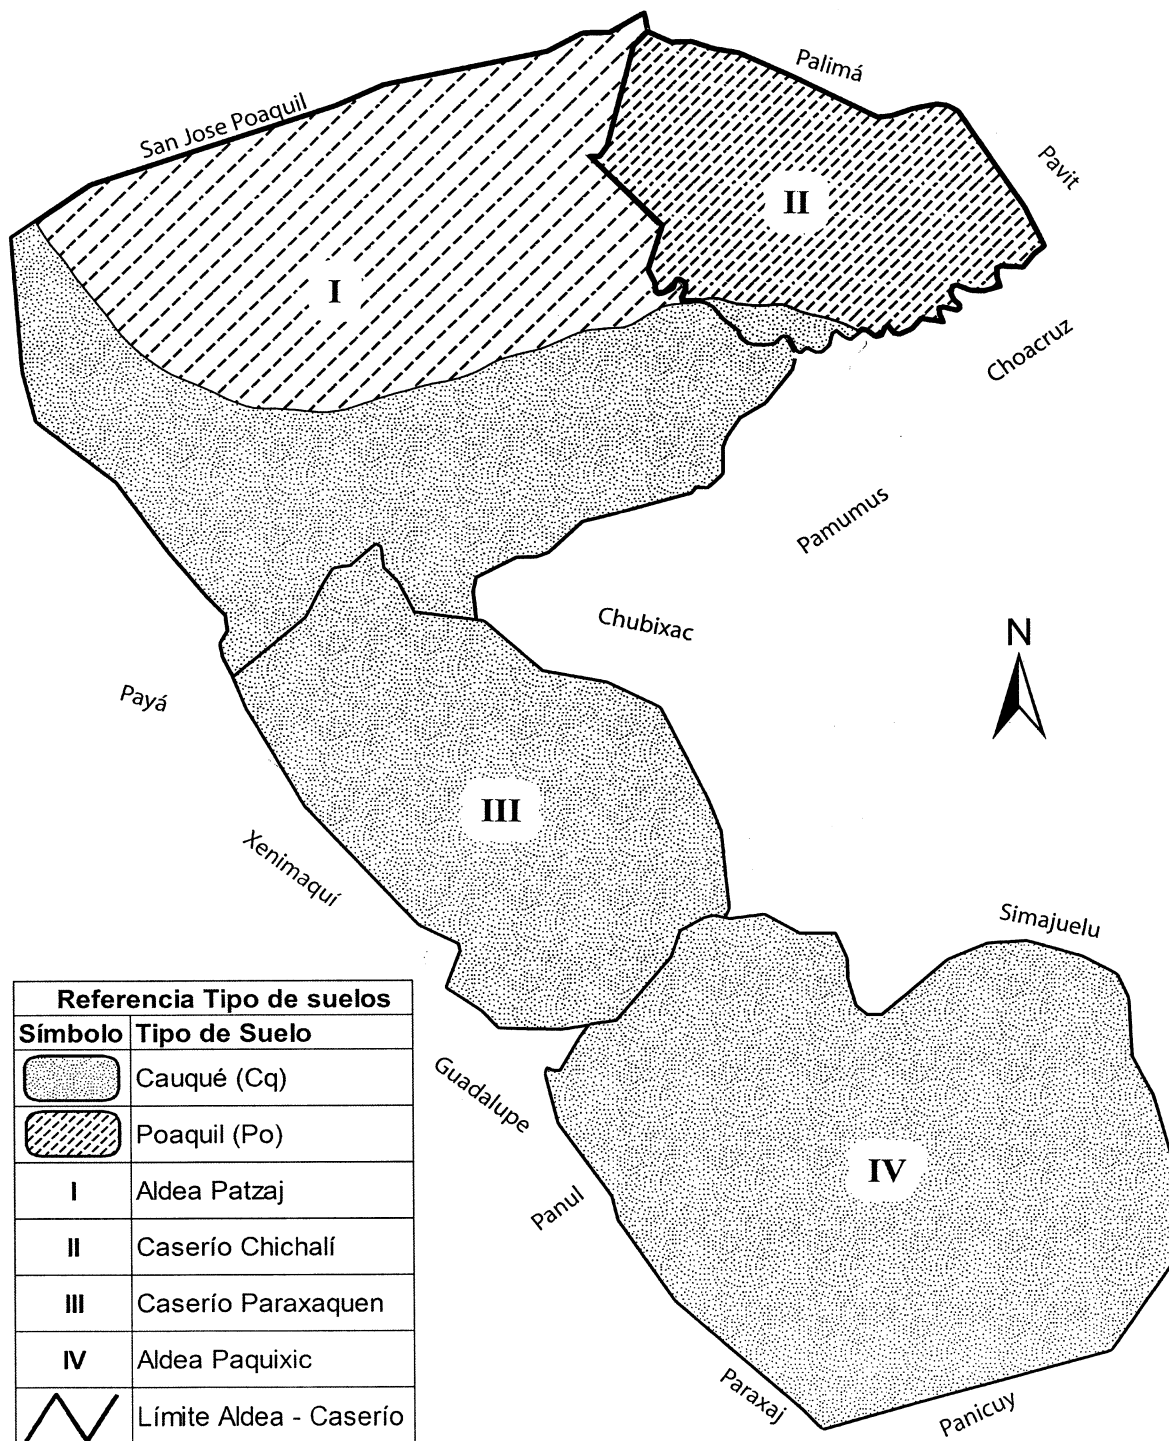 Palimá
San Jose Poaquil
Pavit
II
I
Choacruz
Pamumus
Chubixac
N
Payá
III
Xenimaquí
Simajuelu
Guadalupe
IV
Panul
Paraxaj
Panicuy
Referencia Tipo de suelos
Símbolo Tipo de Suelo
Cauqué (Cq)
Poaquil (Po)
I Aldea Patzaj
II Caserío Chichalí
III Caserío Paraxaquen
IV Aldea Paquixic
Límite Aldea - Caserío